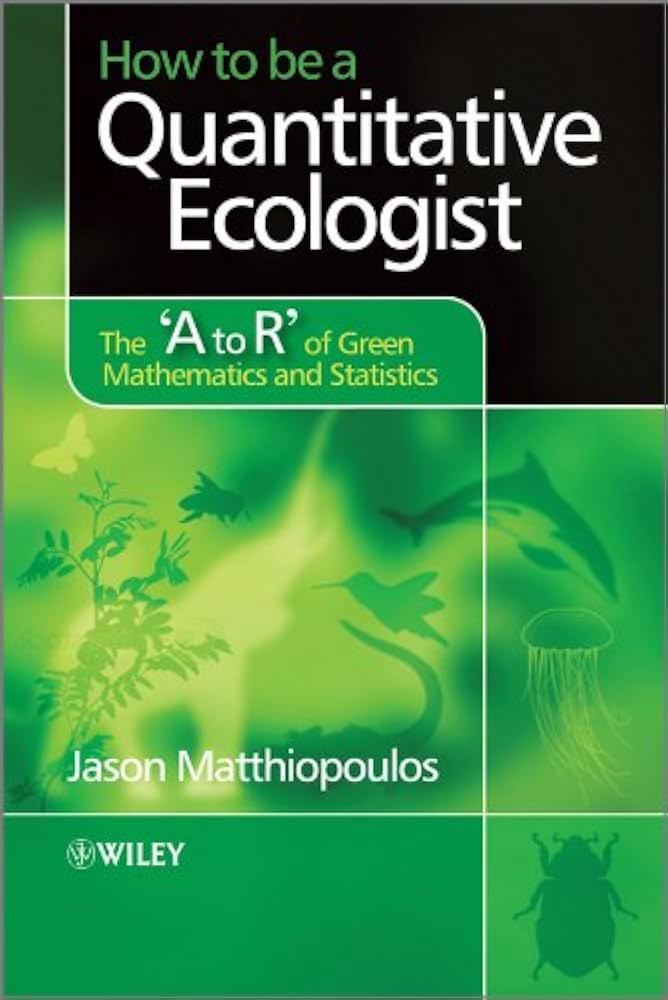 How to be a
Quantitative
Ecologist
The ‘A to R’ of Green
Mathematics and Statistics
Jason Matthiopoulos
WILEY